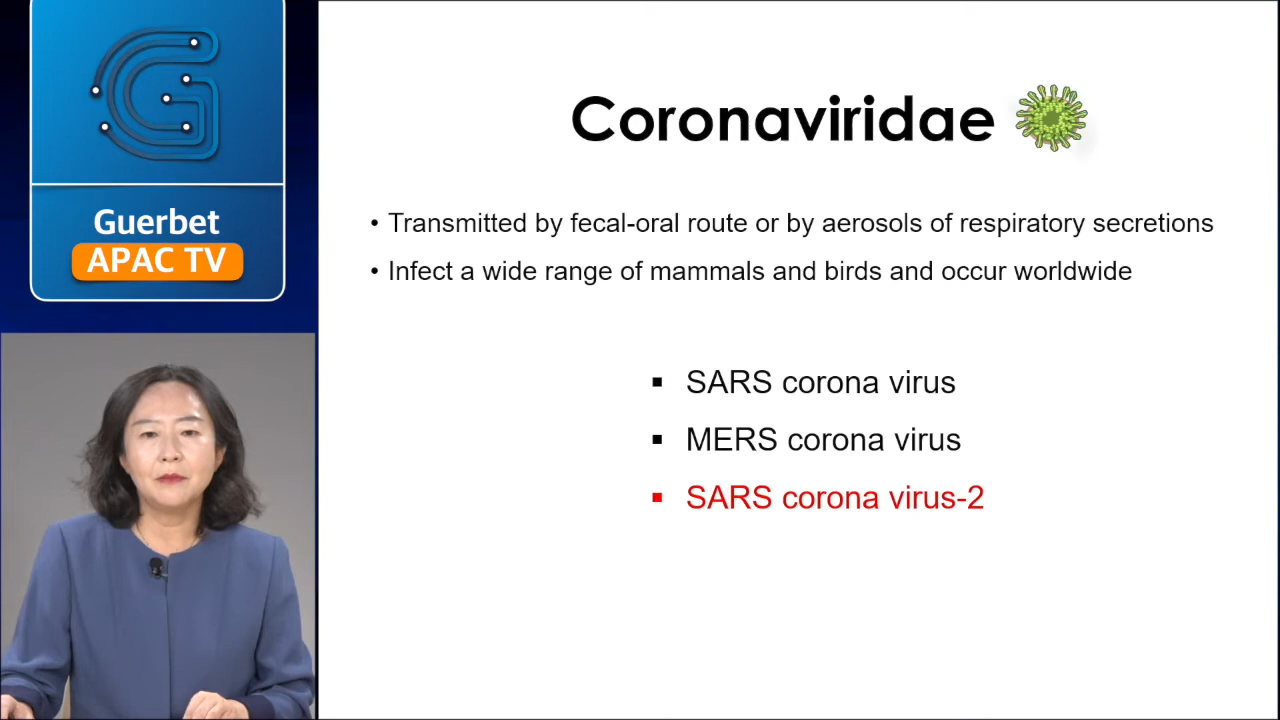 Guerbet
APAC TV
Coronaviridae
• Transmitted by fecal-oral route or by aerosols of respiratory secretions
• Infect a wide range of mammals and birds and occur worldwide
▪ SARS corona virus
▪ MERS corona virus
▪ SARS corona virus-2